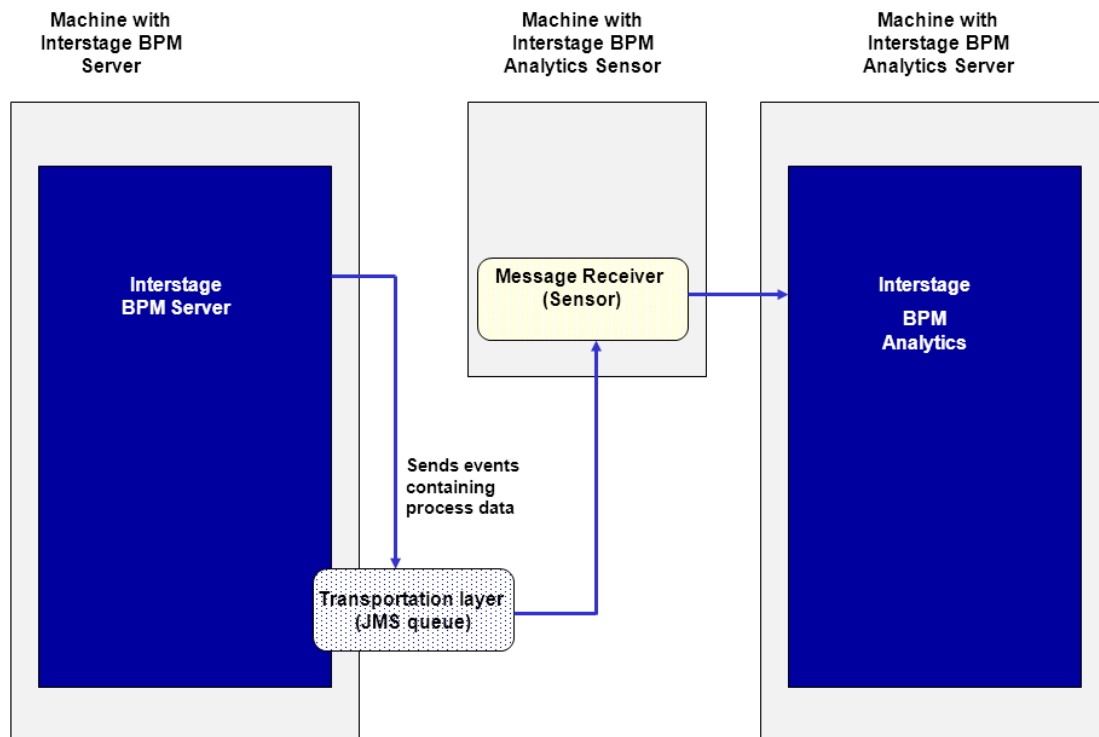 Machine with
Interstage BPM
Server
Machine with
Interstage BPM
Analytics Sensor
Machine with
Interstage BPM
Analytics Server
Interstage
BPM Server
Message Receiver
(Sensor)
Interstage
BPM
Analytics
Sends events
containing
process data
Transportation layer
(JMS queue)